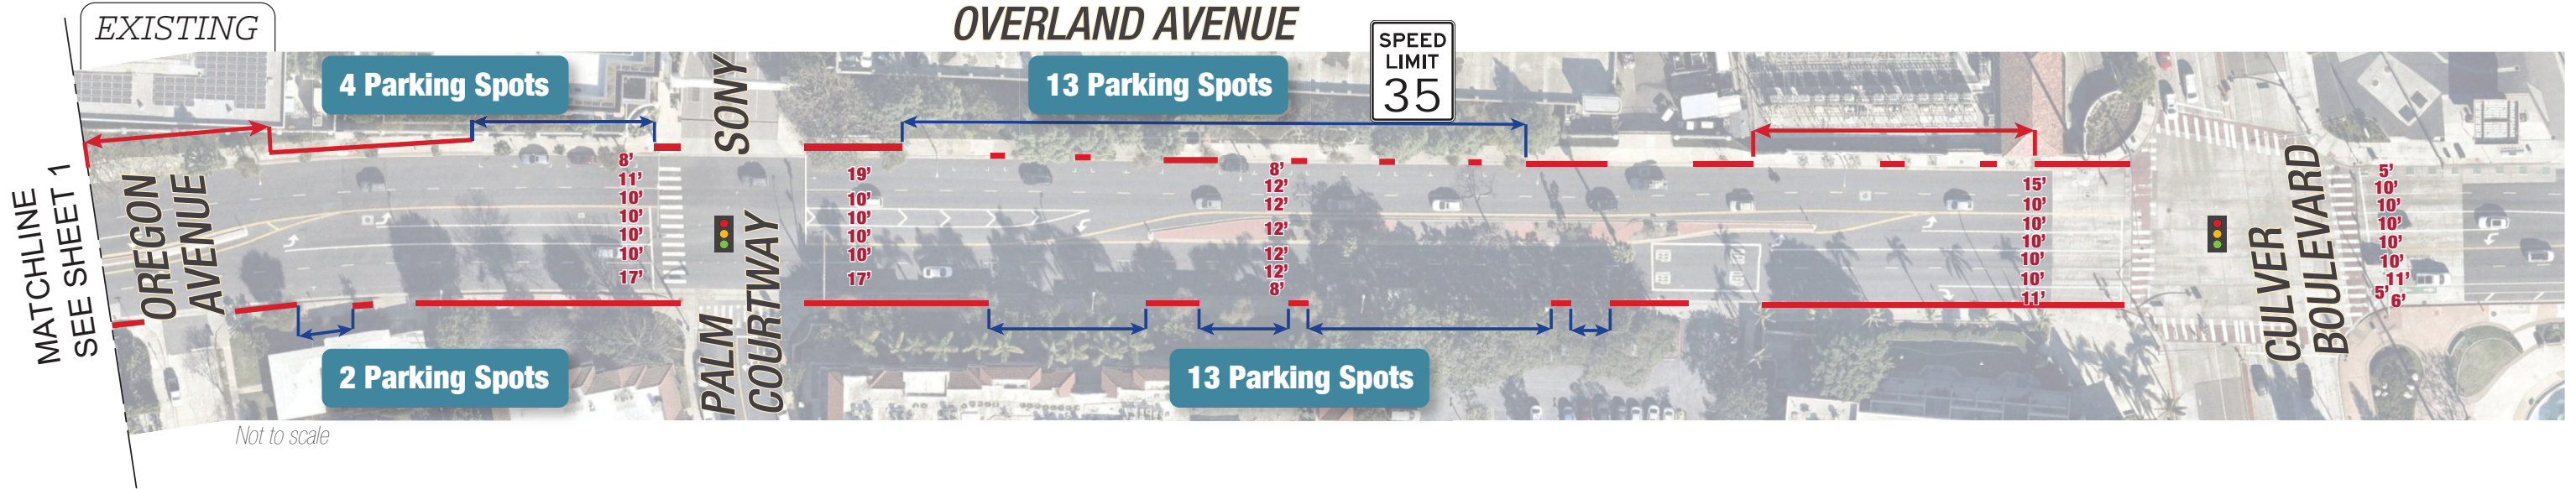 EXISTING
OVERLAND AVENUE
SPEED
LIMIT
35
4 Parking Spots
13 Parking Spots
MATCHLINE
SEE SHEET 1
OREGON
AVENUE
SONY
PALM
COURTWAY
CULVER
BOULEVARD
8’
11’
10’
10’
10’
10’
17’
19’
10’
10’
10’
10’
17’
8’
12’
12’
12’
12’
12’
8’
15’
10’
10’
10’
10’
10’
11’
5’
10’
10’
10’
10’
10’
11’
5’
6’
2 Parking Spots
13 Parking Spots
Not to scale